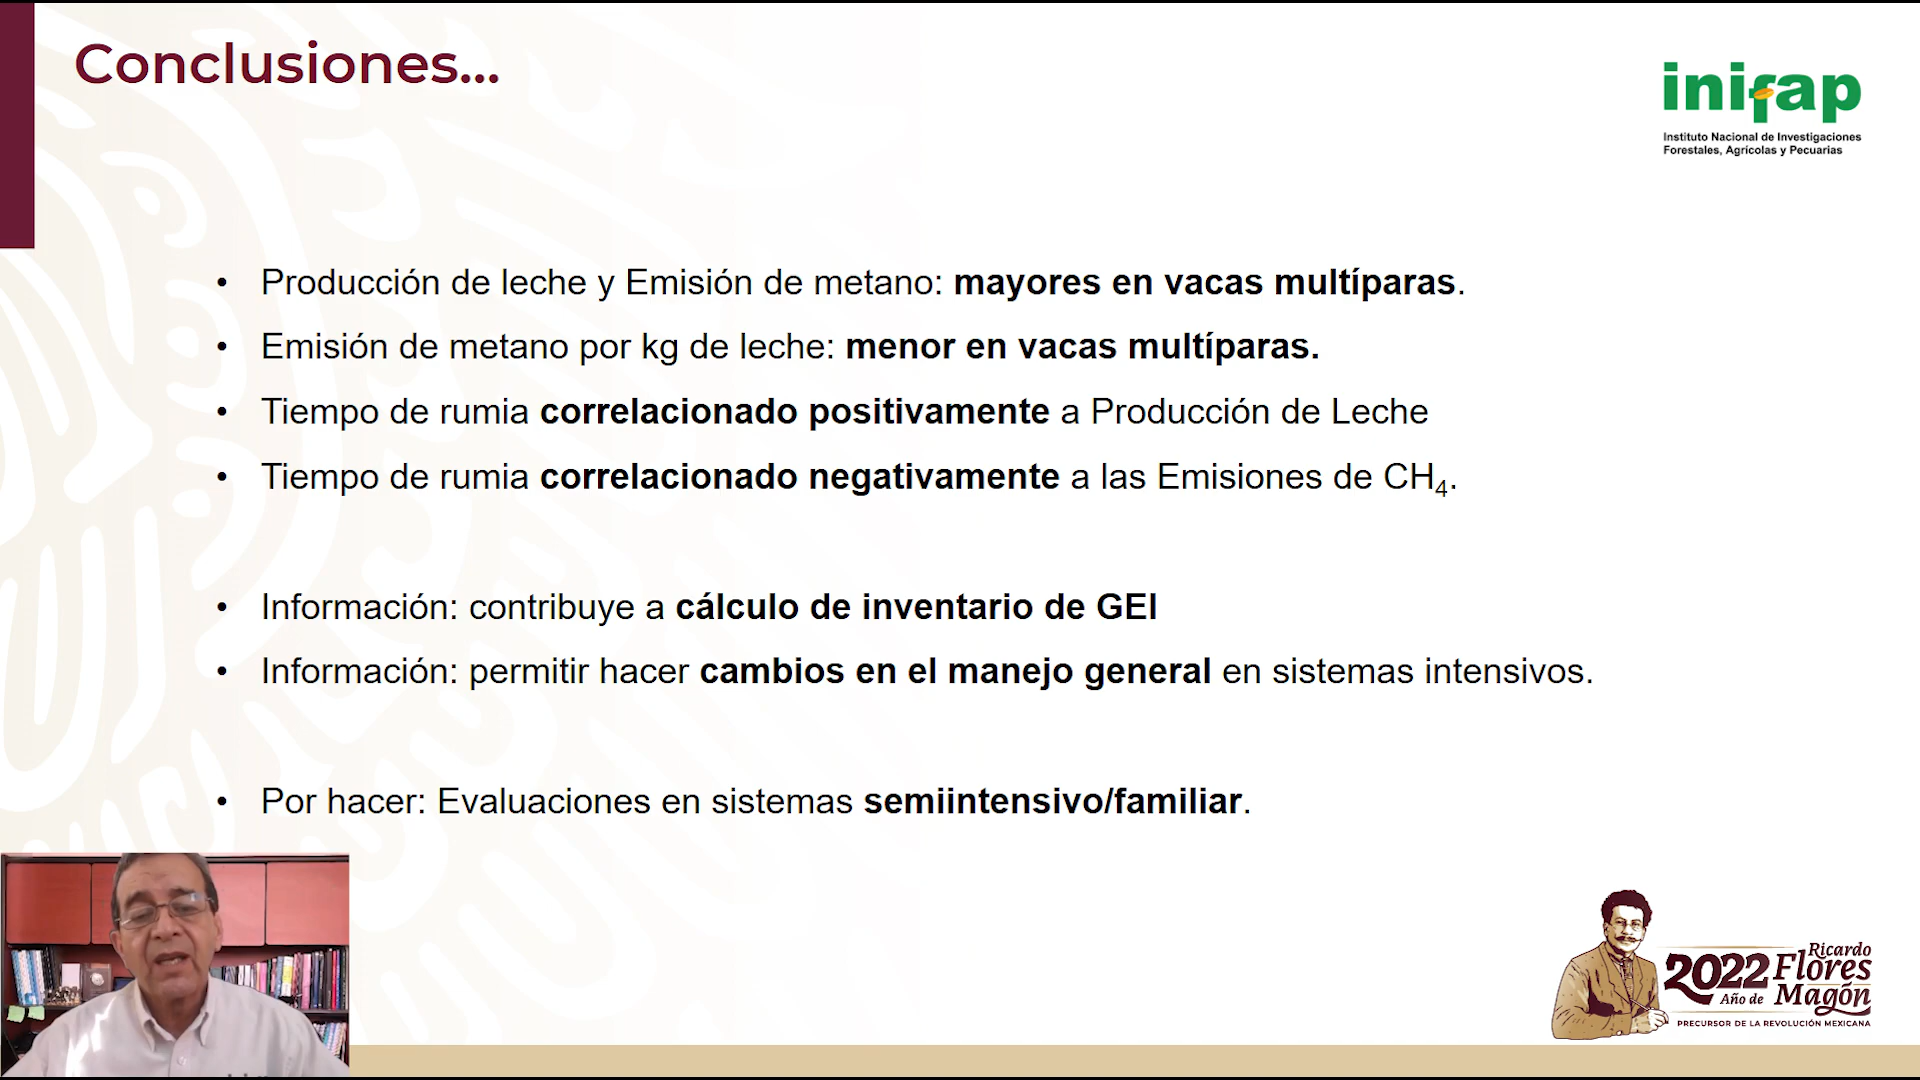 Conclusiones...
inifap
Instituto Nacional de Investigaciones
Forestales, Agrícolas y Pecuarias
• Producción de leche y Emisión de metano: mayores en vacas multíparas.
• Emisión de metano por kg de leche: menor en vacas multíparas.
• Tiempo de rumia correlacionado positivamente a Producción de Leche
• Tiempo de rumia correlacionado negativamente a las Emisiones de CH₄.
• Información: contribuye a cálculo de inventario de GEI
• Información: permitir hacer cambios en el manejo general en sistemas intensivos.
• Por hacer: Evaluaciones en sistemas semiintensivo/familiar.
2022 Ricardo
Flores
Año de Magón
PRECURSOR DE LA REVOLUCIÓN MEXICANA